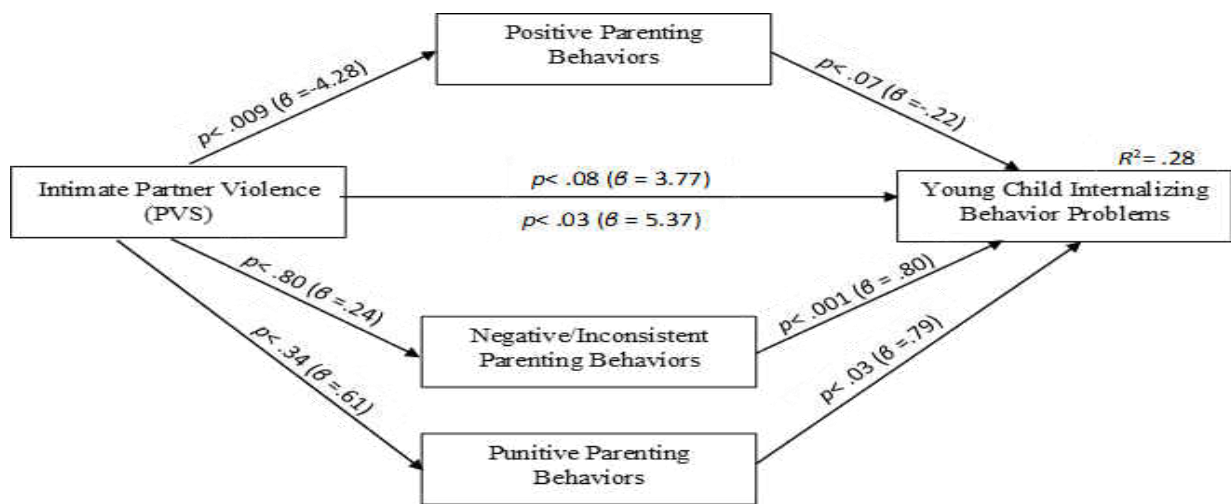 Positive Parenting
Behaviors
p< .009 (β =-4.28)
p< .07 (β =-.22)
R²= .28
Intimate Partner Violence
(PVS)
p< .08 (β = 3.77)
p< .03 (β = 5.37)
Young Child Internalizing
Behavior Problems
p< .80 (β =.24)
p< .001 (β = .80)
Negative/Inconsistent
Parenting Behaviors
p< .34 (β =.61)
p< .03 (β =.79)
Punitive Parenting
Behaviors